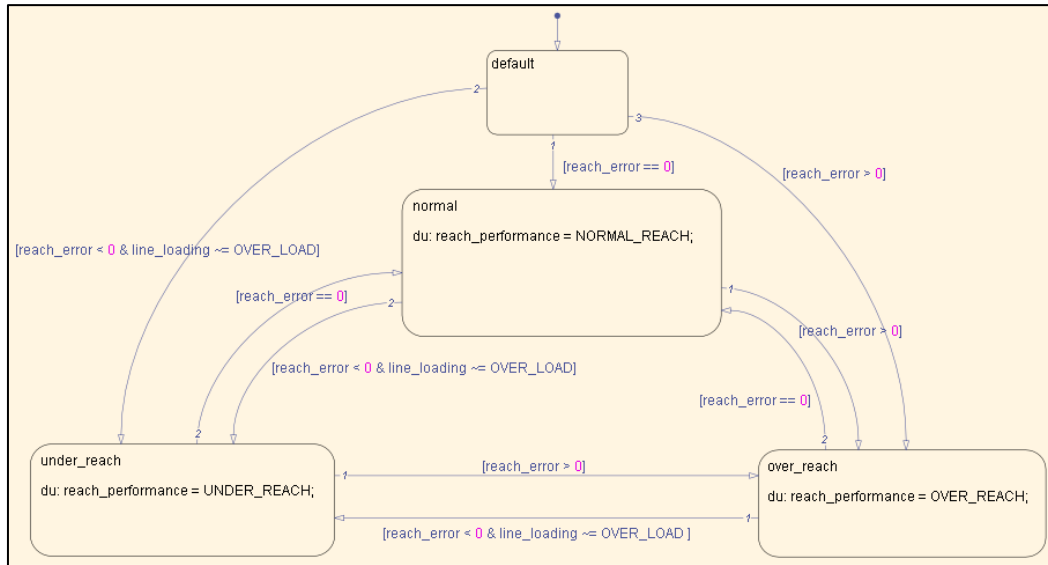 default
2
3
1
[reach_error == 0]
[reach_error > 0]
normal
du: reach_performance = NORMAL_REACH;
[reach_error < 0 & line_loading ~= OVER_LOAD]
[reach_error == 0]
2
1
[reach_error > 0]
[reach_error < 0 & line_loading ~= OVER_LOAD]
[reach_error == 0]
2
2
under_reach
du: reach_performance = UNDER_REACH;
1
[reach_error > 0]
over_reach
du: reach_performance = OVER_REACH;
1
[reach_error < 0 & line_loading ~= OVER_LOAD ]